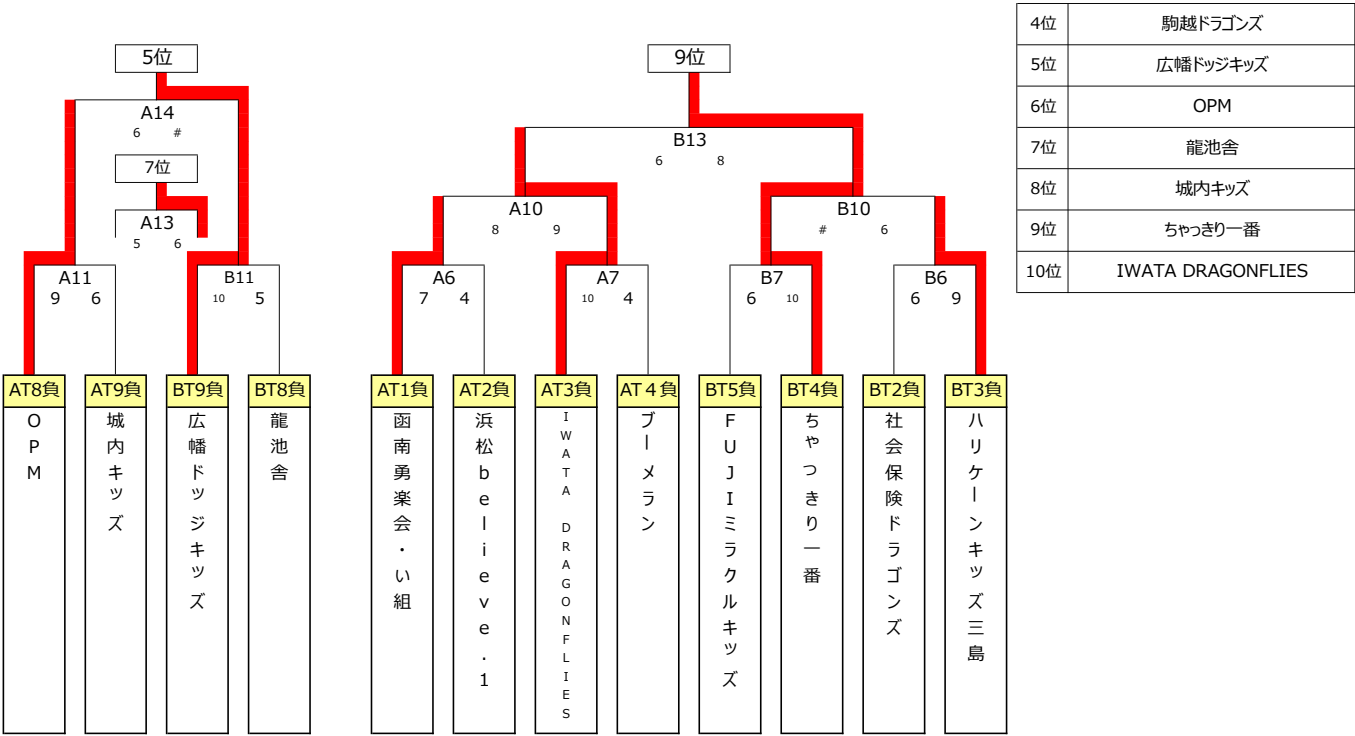 5位
A14
6 #
7位
A13
5 6
A11
9 6
B11
10 5
AT8負
AT9負
BT9負
BT8負
OPM
城内キッズ
広幡ドッジキッズ
龍池舎
9位
B13
6 8
A10
8 9
B10
# 6
A6
7 4
A7
10 4
B7
6 10
B6
6 9
AT1負
AT2負
AT3負
AT４負
BT5負
BT4負
BT2負
BT3負
函南勇楽会・い組
浜松believe.1
IWATA DRAGONFLIES
ブーメラン
FUJIミラクルキッズ
ちゃっきり一番
社会保険ドラゴンズ
ハリケーンキッズ三島
4位 駒越ドラゴンズ
5位 広幡ドッジキッズ
6位 OPM
7位 龍池舎
8位 城内キッズ
9位 ちゃっきり一番
10位 IWATA DRAGONFLIES